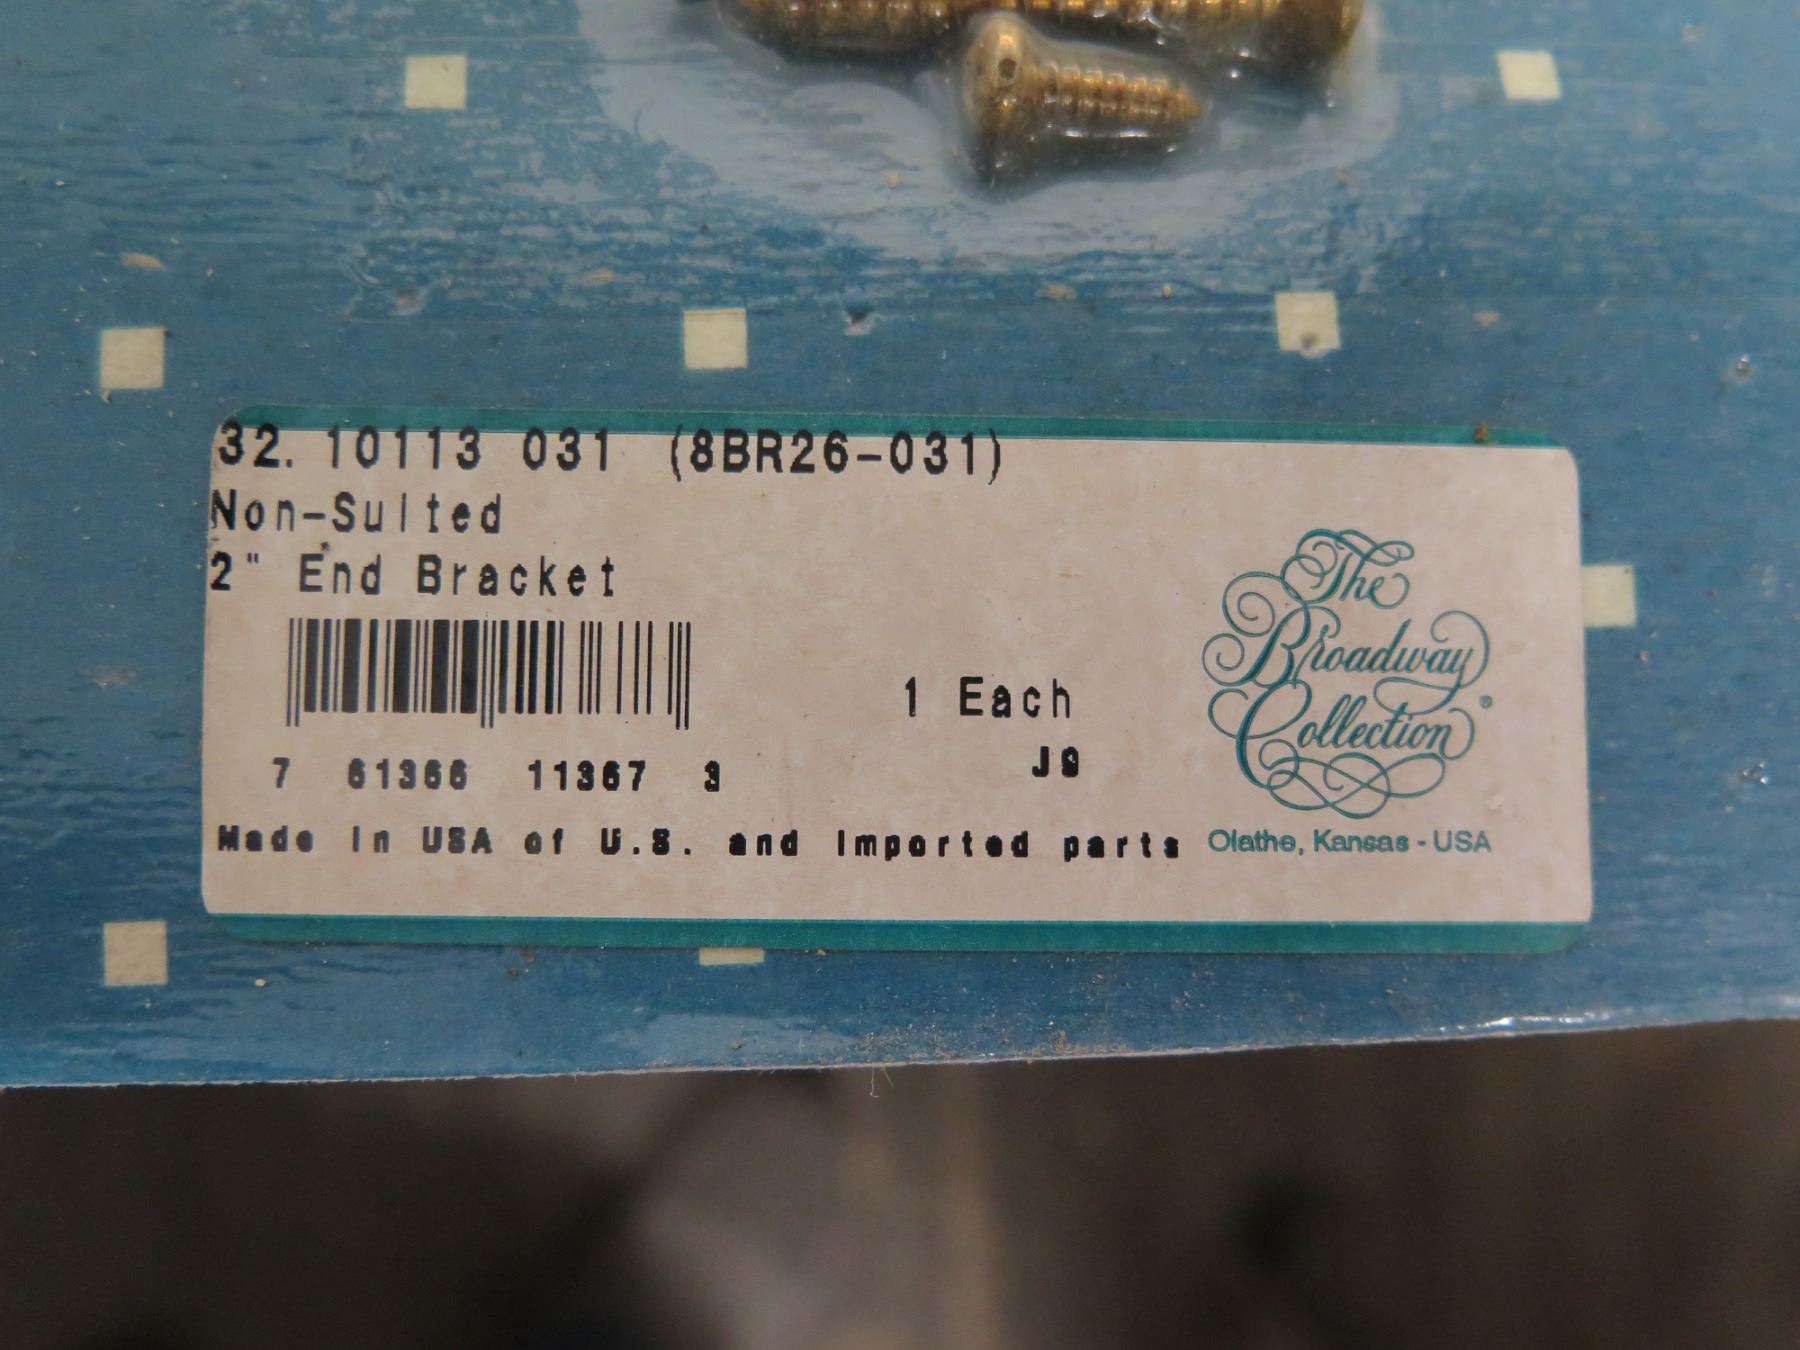 32. 10113 031 (8BR26-031)
Non-Suited
2" End Bracket
1 Each
J9
7 61366 11367 3
Made in USA of U.S. and Imported parts
The
Broadway
Collection®
Olathe, Kansas - USA